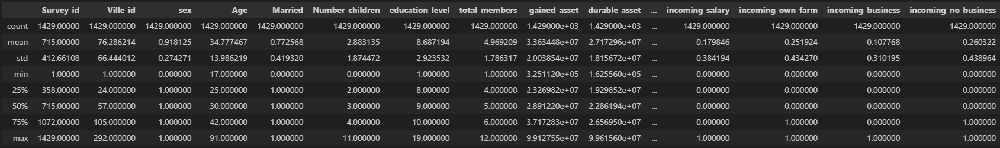 Survey_id Ville_id sex Age Married Number_children education_level total_members gained_asset durable_asset ... incoming_salary incoming_own_farm incoming_business incoming_no_business
count 1429.00000 1429.000000 1429.000000 1429.000000 1429.000000 1429.000000 1429.000000 1429.000000 1.429000e+03 1.429000e+03 ... 1429.000000 1429.000000 1429.000000 1429.000000
mean 715.00000 76.286214 0.918125 34.777467 0.772568 2.883135 8.687194 4.969209 3.363448e+07 2.717296e+07 ... 0.179846 0.251924 0.107768 0.260322
std 412.66108 66.444012 0.274271 13.986219 0.419320 1.874472 2.923532 1.786317 2.003854e+07 1.815672e+07 ... 0.384194 0.434270 0.310195 0.438964
min 1.00000 1.000000 0.000000 17.000000 0.000000 0.000000 1.000000 1.000000 3.251120e+05 1.625560e+05 ... 0.000000 0.000000 0.000000 0.000000
25% 358.00000 24.000000 1.000000 25.000000 1.000000 2.000000 8.000000 4.000000 2.326982e+07 1.929852e+07 ... 0.000000 0.000000 0.000000 0.000000
50% 715.00000 57.000000 1.000000 30.000000 1.000000 3.000000 9.000000 5.000000 2.891220e+07 2.286194e+07 ... 0.000000 0.000000 0.000000 0.000000
75% 1072.00000 105.000000 1.000000 42.000000 1.000000 4.000000 10.000000 6.000000 3.717283e+07 2.656950e+07 ... 0.000000 1.000000 0.000000 1.000000
max 1429.00000 292.000000 1.000000 91.000000 1.000000 11.000000 19.000000 12.000000 9.912755e+07 9.961560e+07 ... 1.000000 1.000000 1.000000 1.000000